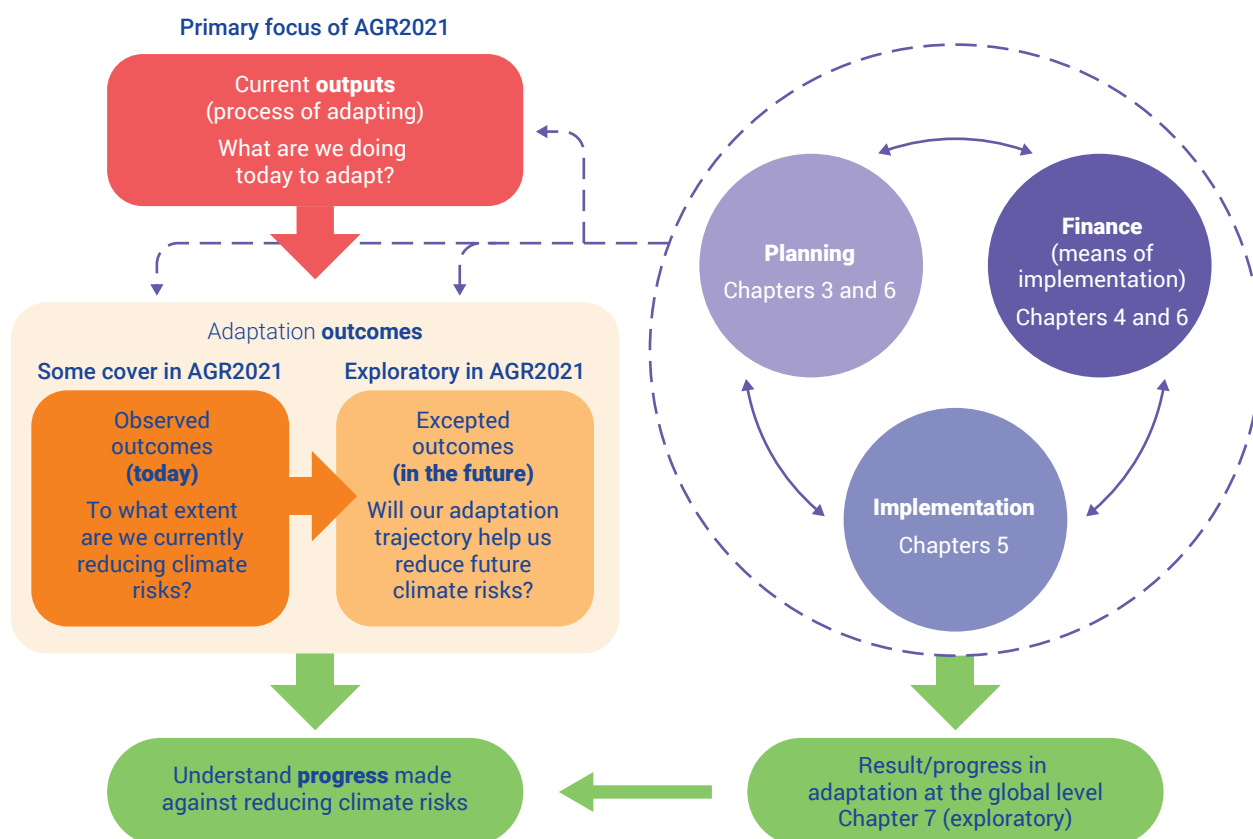 Primary focus of AGR2021
Current outputs
(process of adapting)
What are we doing
today to adapt?
Adaptation outcomes
Some cover in AGR2021
Observed
outcomes
(today)
To what extent
are we currently
reducing climate
risks?
Exploratory in AGR2021
Excepted
outcomes
(in the future)
Will our adaptation
trajectory help us
reduce future
climate risks?
Planning
Chapters 3 and 6
Finance
(means of
implementation)
Chapters 4 and 6
Implementation
Chapters 5
Understand progress made
against reducing climate risks
Result/progress in
adaptation at the global level
Chapter 7 (exploratory)